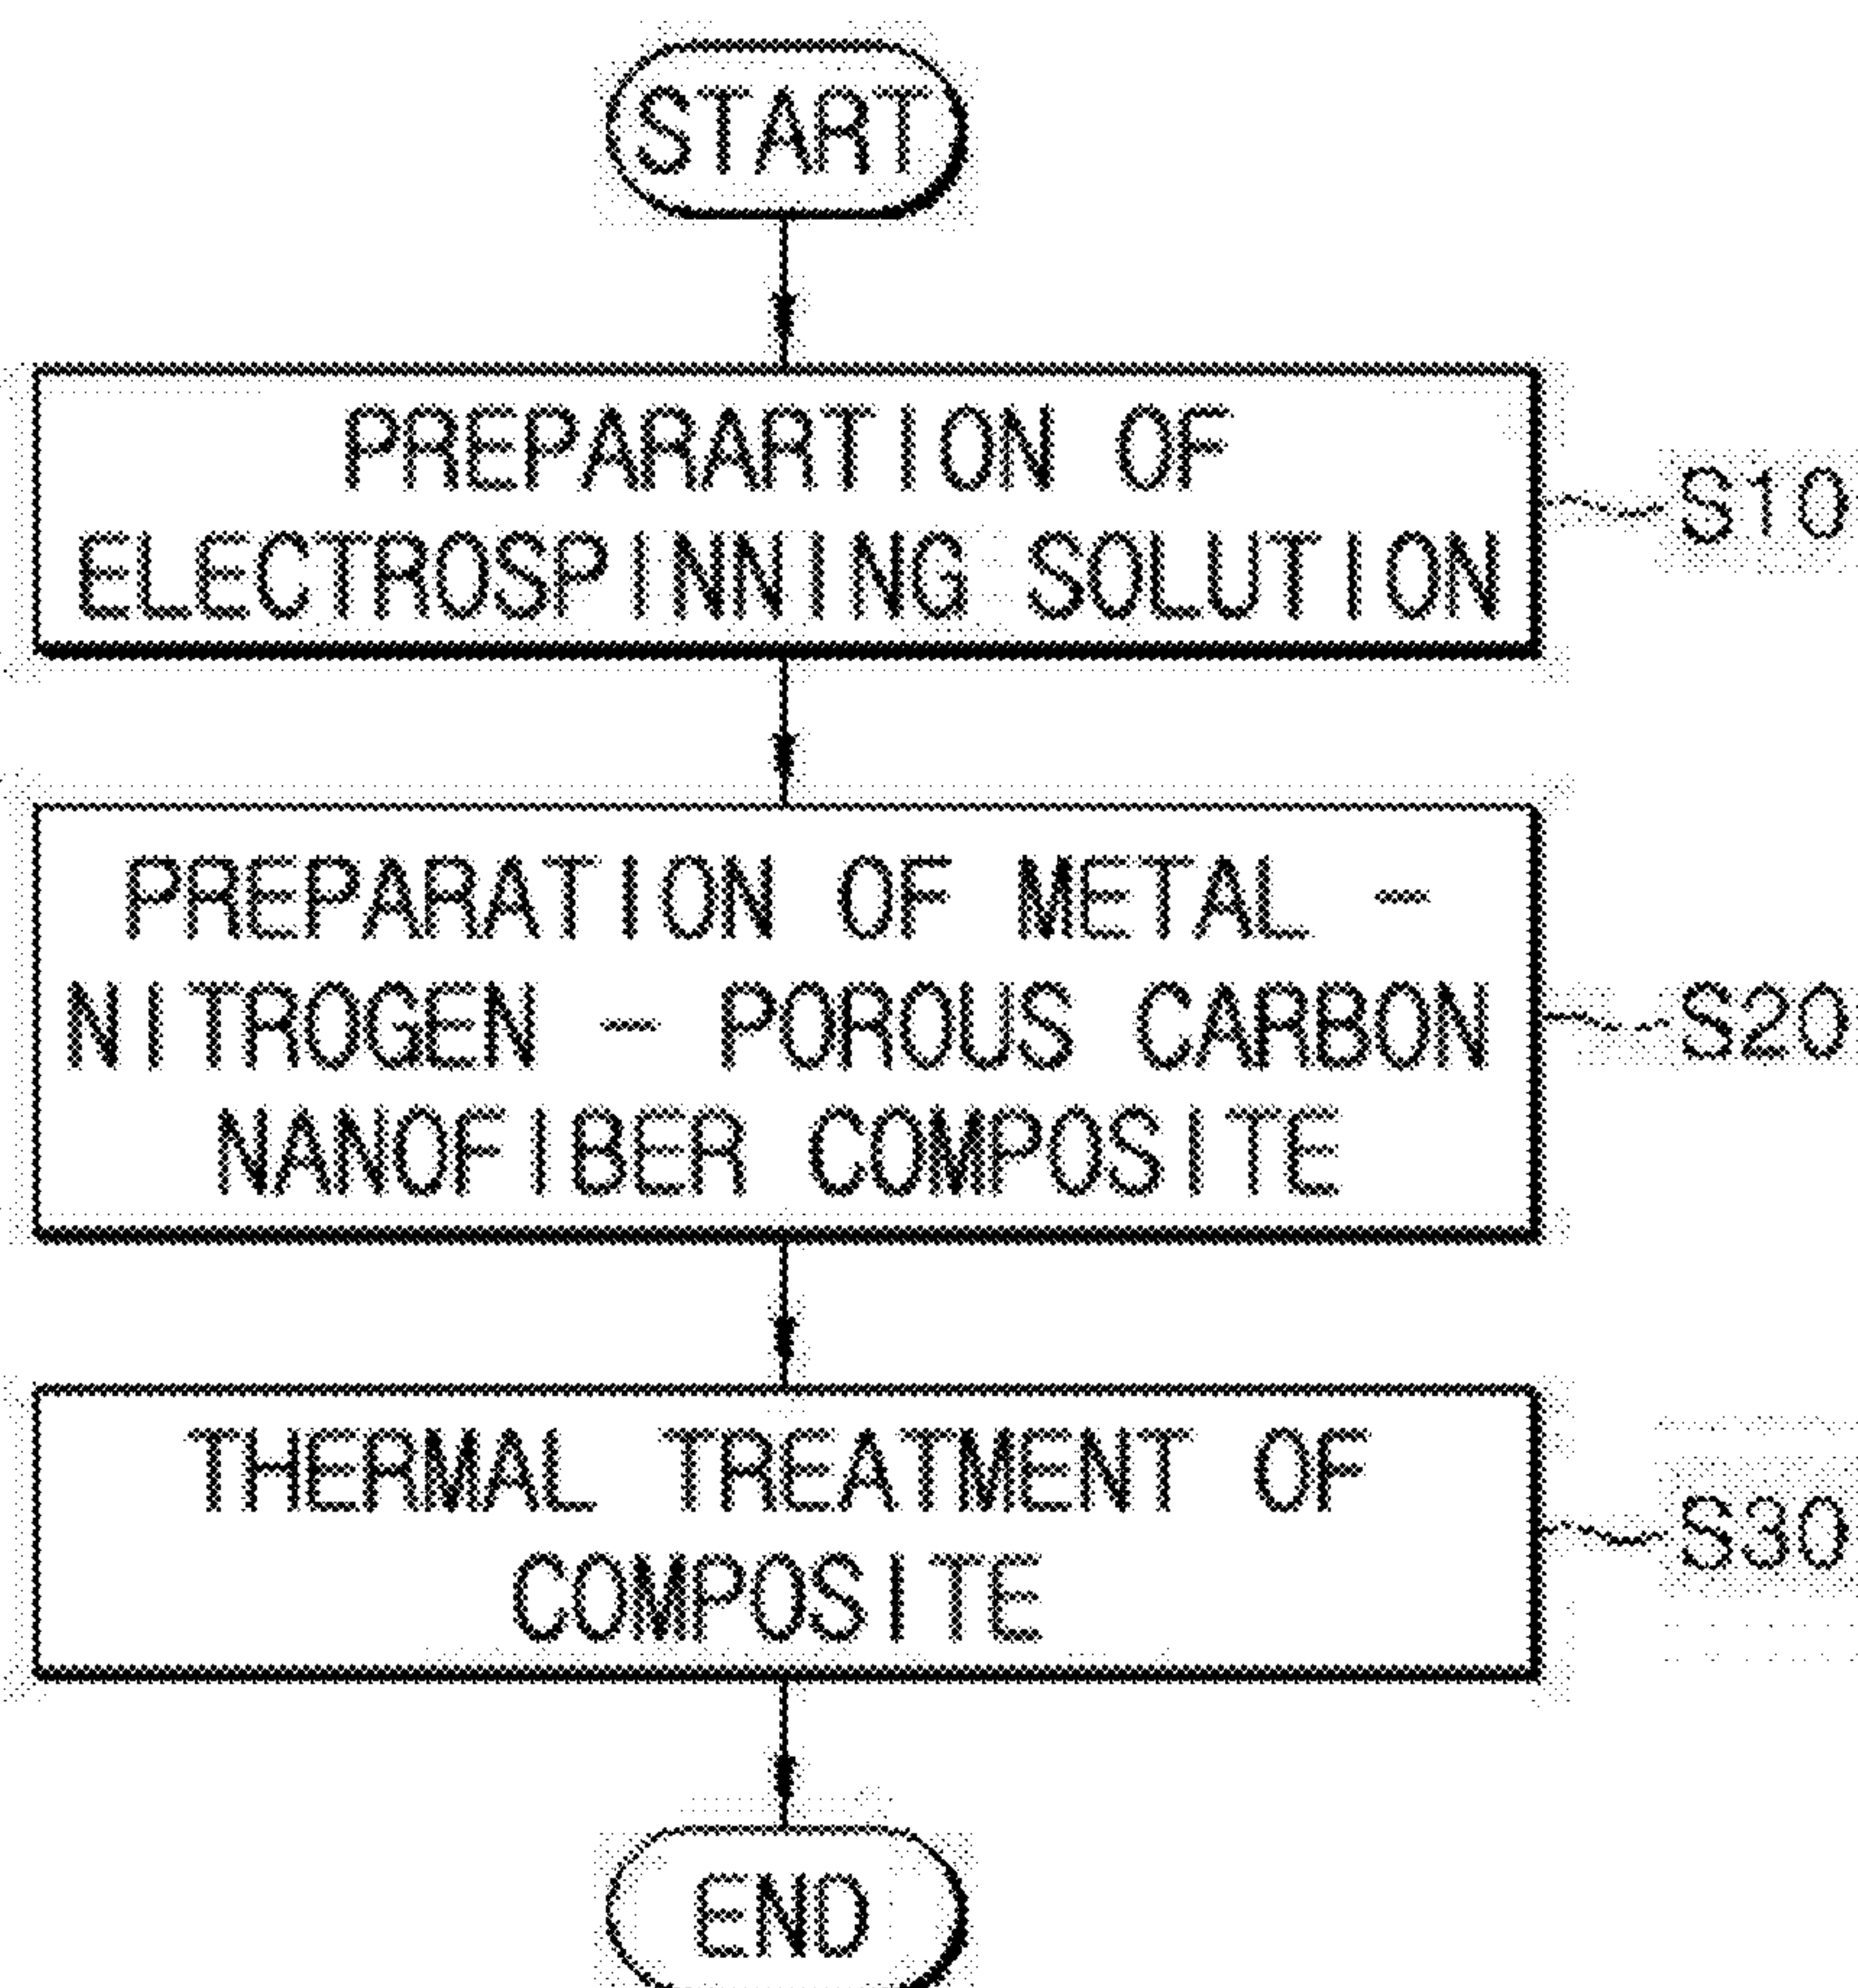 START
PREPARARTION OF
ELECTROSPINNING SOLUTION
S10
PREPARATION OF METAL -
NITROGEN - POROUS CARBON
NANOFIBER COMPOSITE
S20
THERMAL TREATMENT OF
COMPOSITE
S30
END